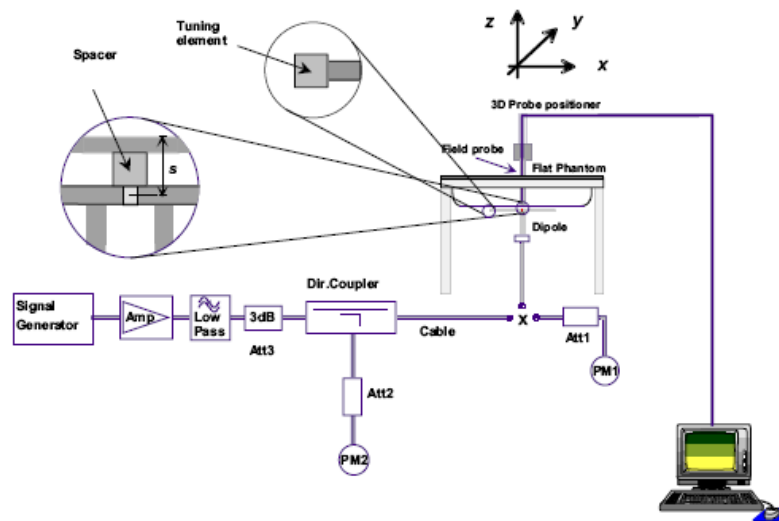 Tuning
element
Spacer
s
z
y
x
3D Probe positioner
Field probe
Flat Phantom
Dipole
Signal
Generator
Amp
Low
Pass
3dB
Att3
Dir.Coupler
Cable
X
Att1
PM1
Att2
PM2